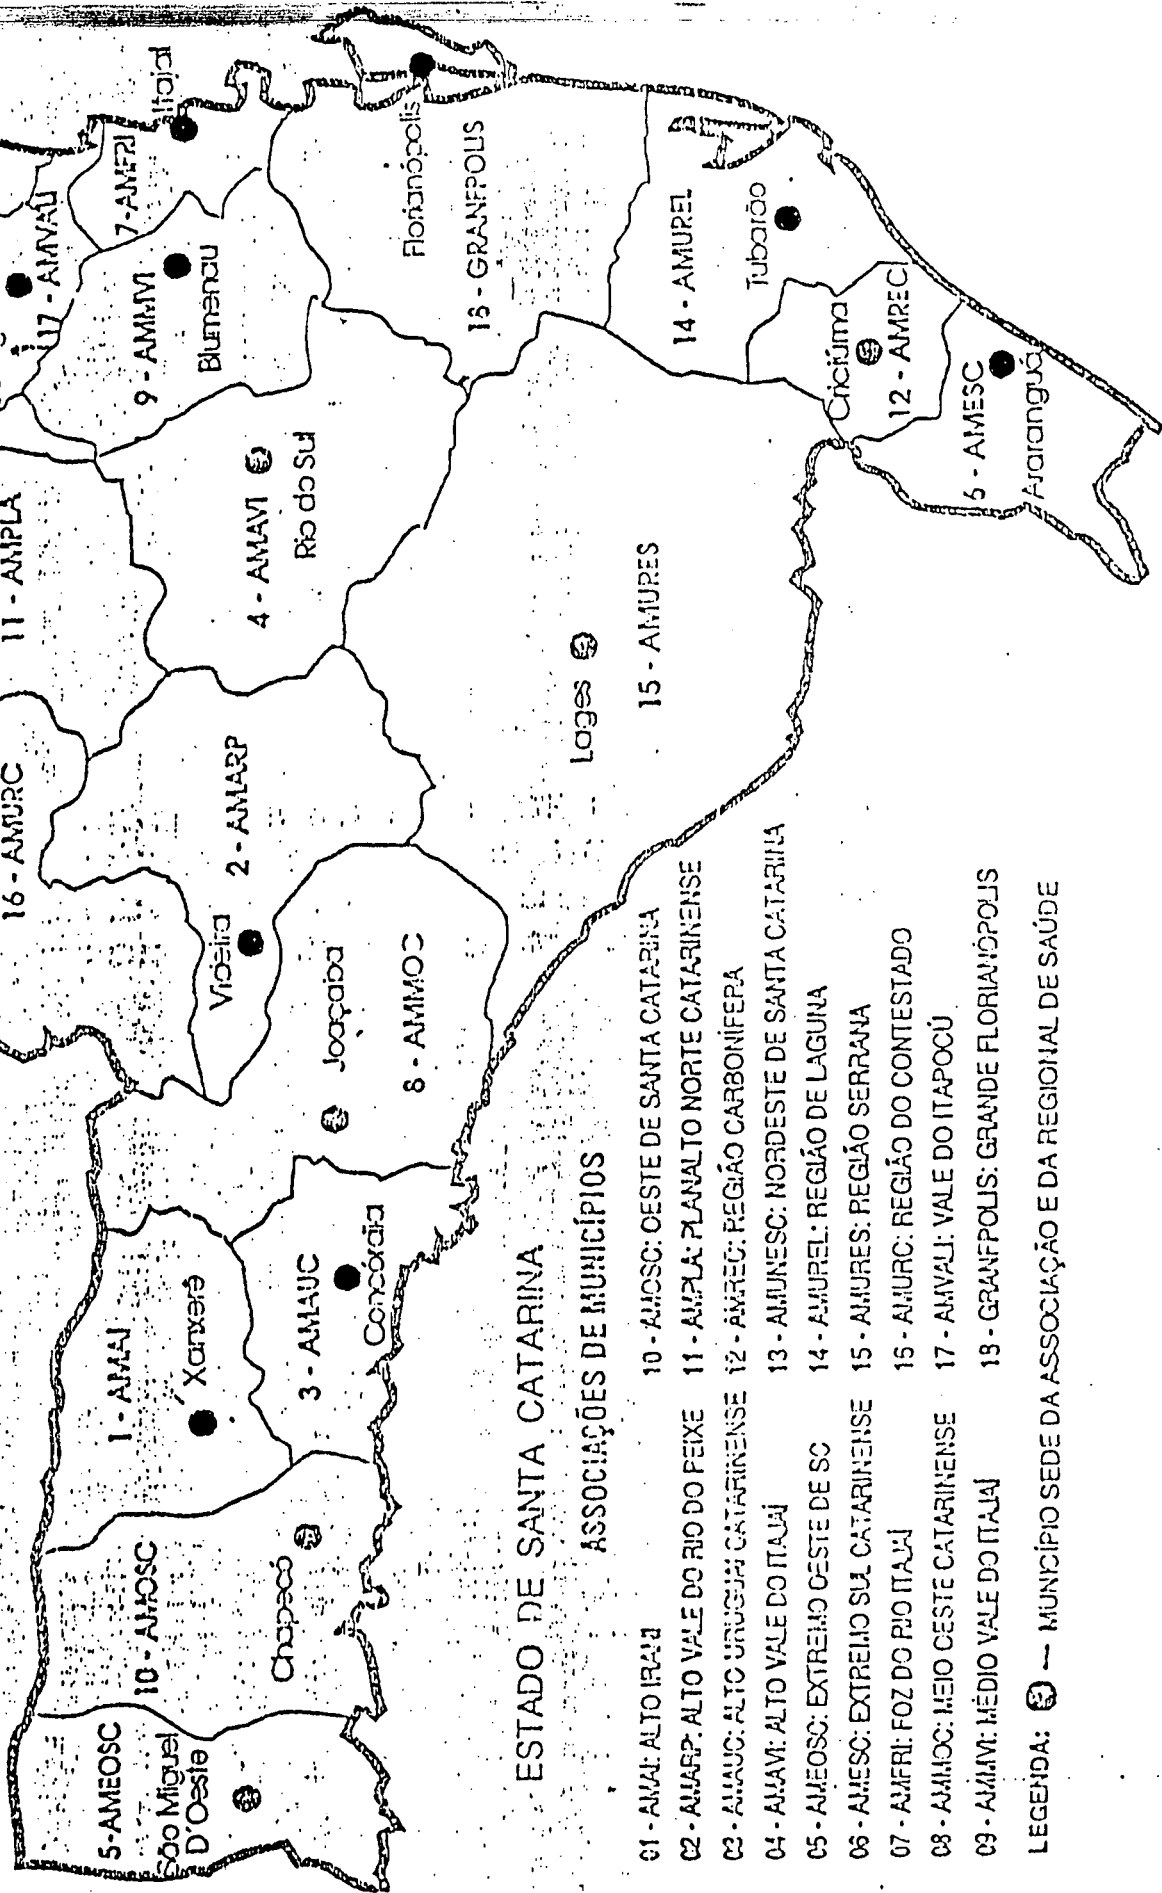 16 - AMURC
11 - AMPLA
17 - AMVALI
7-AMFRI
Itajaí
9 - AMMVI
Blumenau
4 - AMAVI
Rio do Sul
2 - AMARP
Videira
Florianópolis
18 - GRANFPOLIS
1 - AMAI
Xanxerê
5-AMEOSC
São Miguel
D'Oeste
10 - AMOSC
Chapecó
3 - AMAUC
Concórdia
Joaçaba
8 - AMMOC
Lages
15 - AMURES
14 - AMUREL
Tubarão
Criciúma
12 - AMREC
6 - AMESC
Araranguá
ESTADO DE SANTA CATARINA
ASSOCIAÇÕES DE MUNICÍPIOS
01 - AMAI: ALTO IRANI
02 - AMARP: ALTO VALE DO RIO DO PEIXE
03 - AMAUC: ALTO URUGUAI CATARINENSE
04 - AMAVI: ALTO VALE DO ITAJAÍ
05 - AMEOSC: EXTREMO OESTE DE SC
06 - AMESC: EXTREMO SUL CATARINENSE
07 - AMFRI: FOZ DO RIO ITAJAÍ
08 - AMMOC: MEIO OESTE CATARINENSE
09 - AMMVI: MÉDIO VALE DO ITAJAÍ
10 - AMOSC: OESTE DE SANTA CATARINA
11 - AMPLA: PLANALTO NORTE CATARINENSE
12 - AMREC: REGIÃO CARBONÍFERA
13 - AMUNESC: NORDESTE DE SANTA CATARINA
14 - AMUREL: REGIÃO DE LAGUNA
15 - AMURES: REGIÃO SERRANA
16 - AMURC: REGIÃO DO CONTESTADO
17 - AMVALI: VALE DO ITAPOCÚ
18 - GRANFPOLIS: GRANDE FLORIANÓPOLIS
LEGENDA: — MUNICÍPIO SEDE DA ASSOCIAÇÃO E DA REGIONAL DE SAÚDE